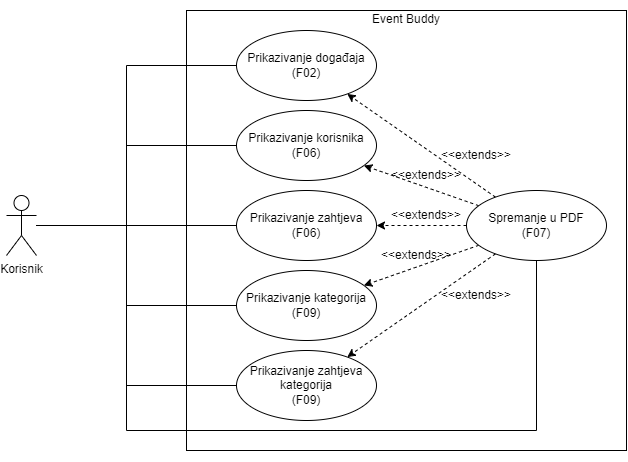 Event Buddy
Prikazivanje događaja
(F02)
Prikazivanje korisnika
(F06)
<<extends>>
<<extends>>
Prikazivanje zahtjeva
(F06)
<<extends>>
Spremanje u PDF
(F07)
Korisnik
<<extends>>
Prikazivanje kategorija
(F09)
<<extends>>
Prikazivanje zahtjeva
kategorija
(F09)